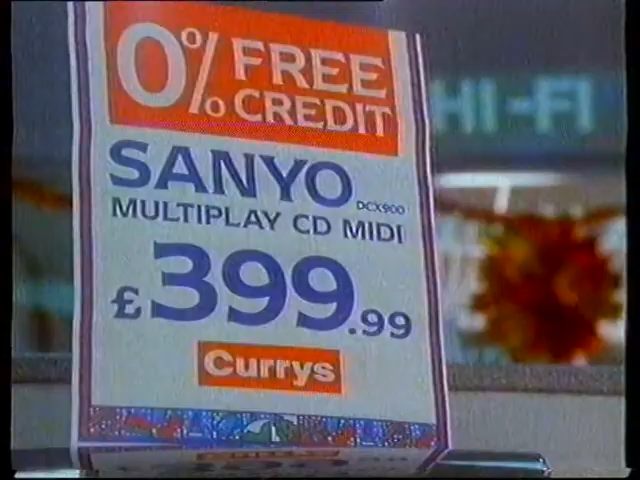 0% FREE
CREDIT
HI-FI
SANYO DCX900
MULTIPLAY CD MIDI
£399.99
Currys